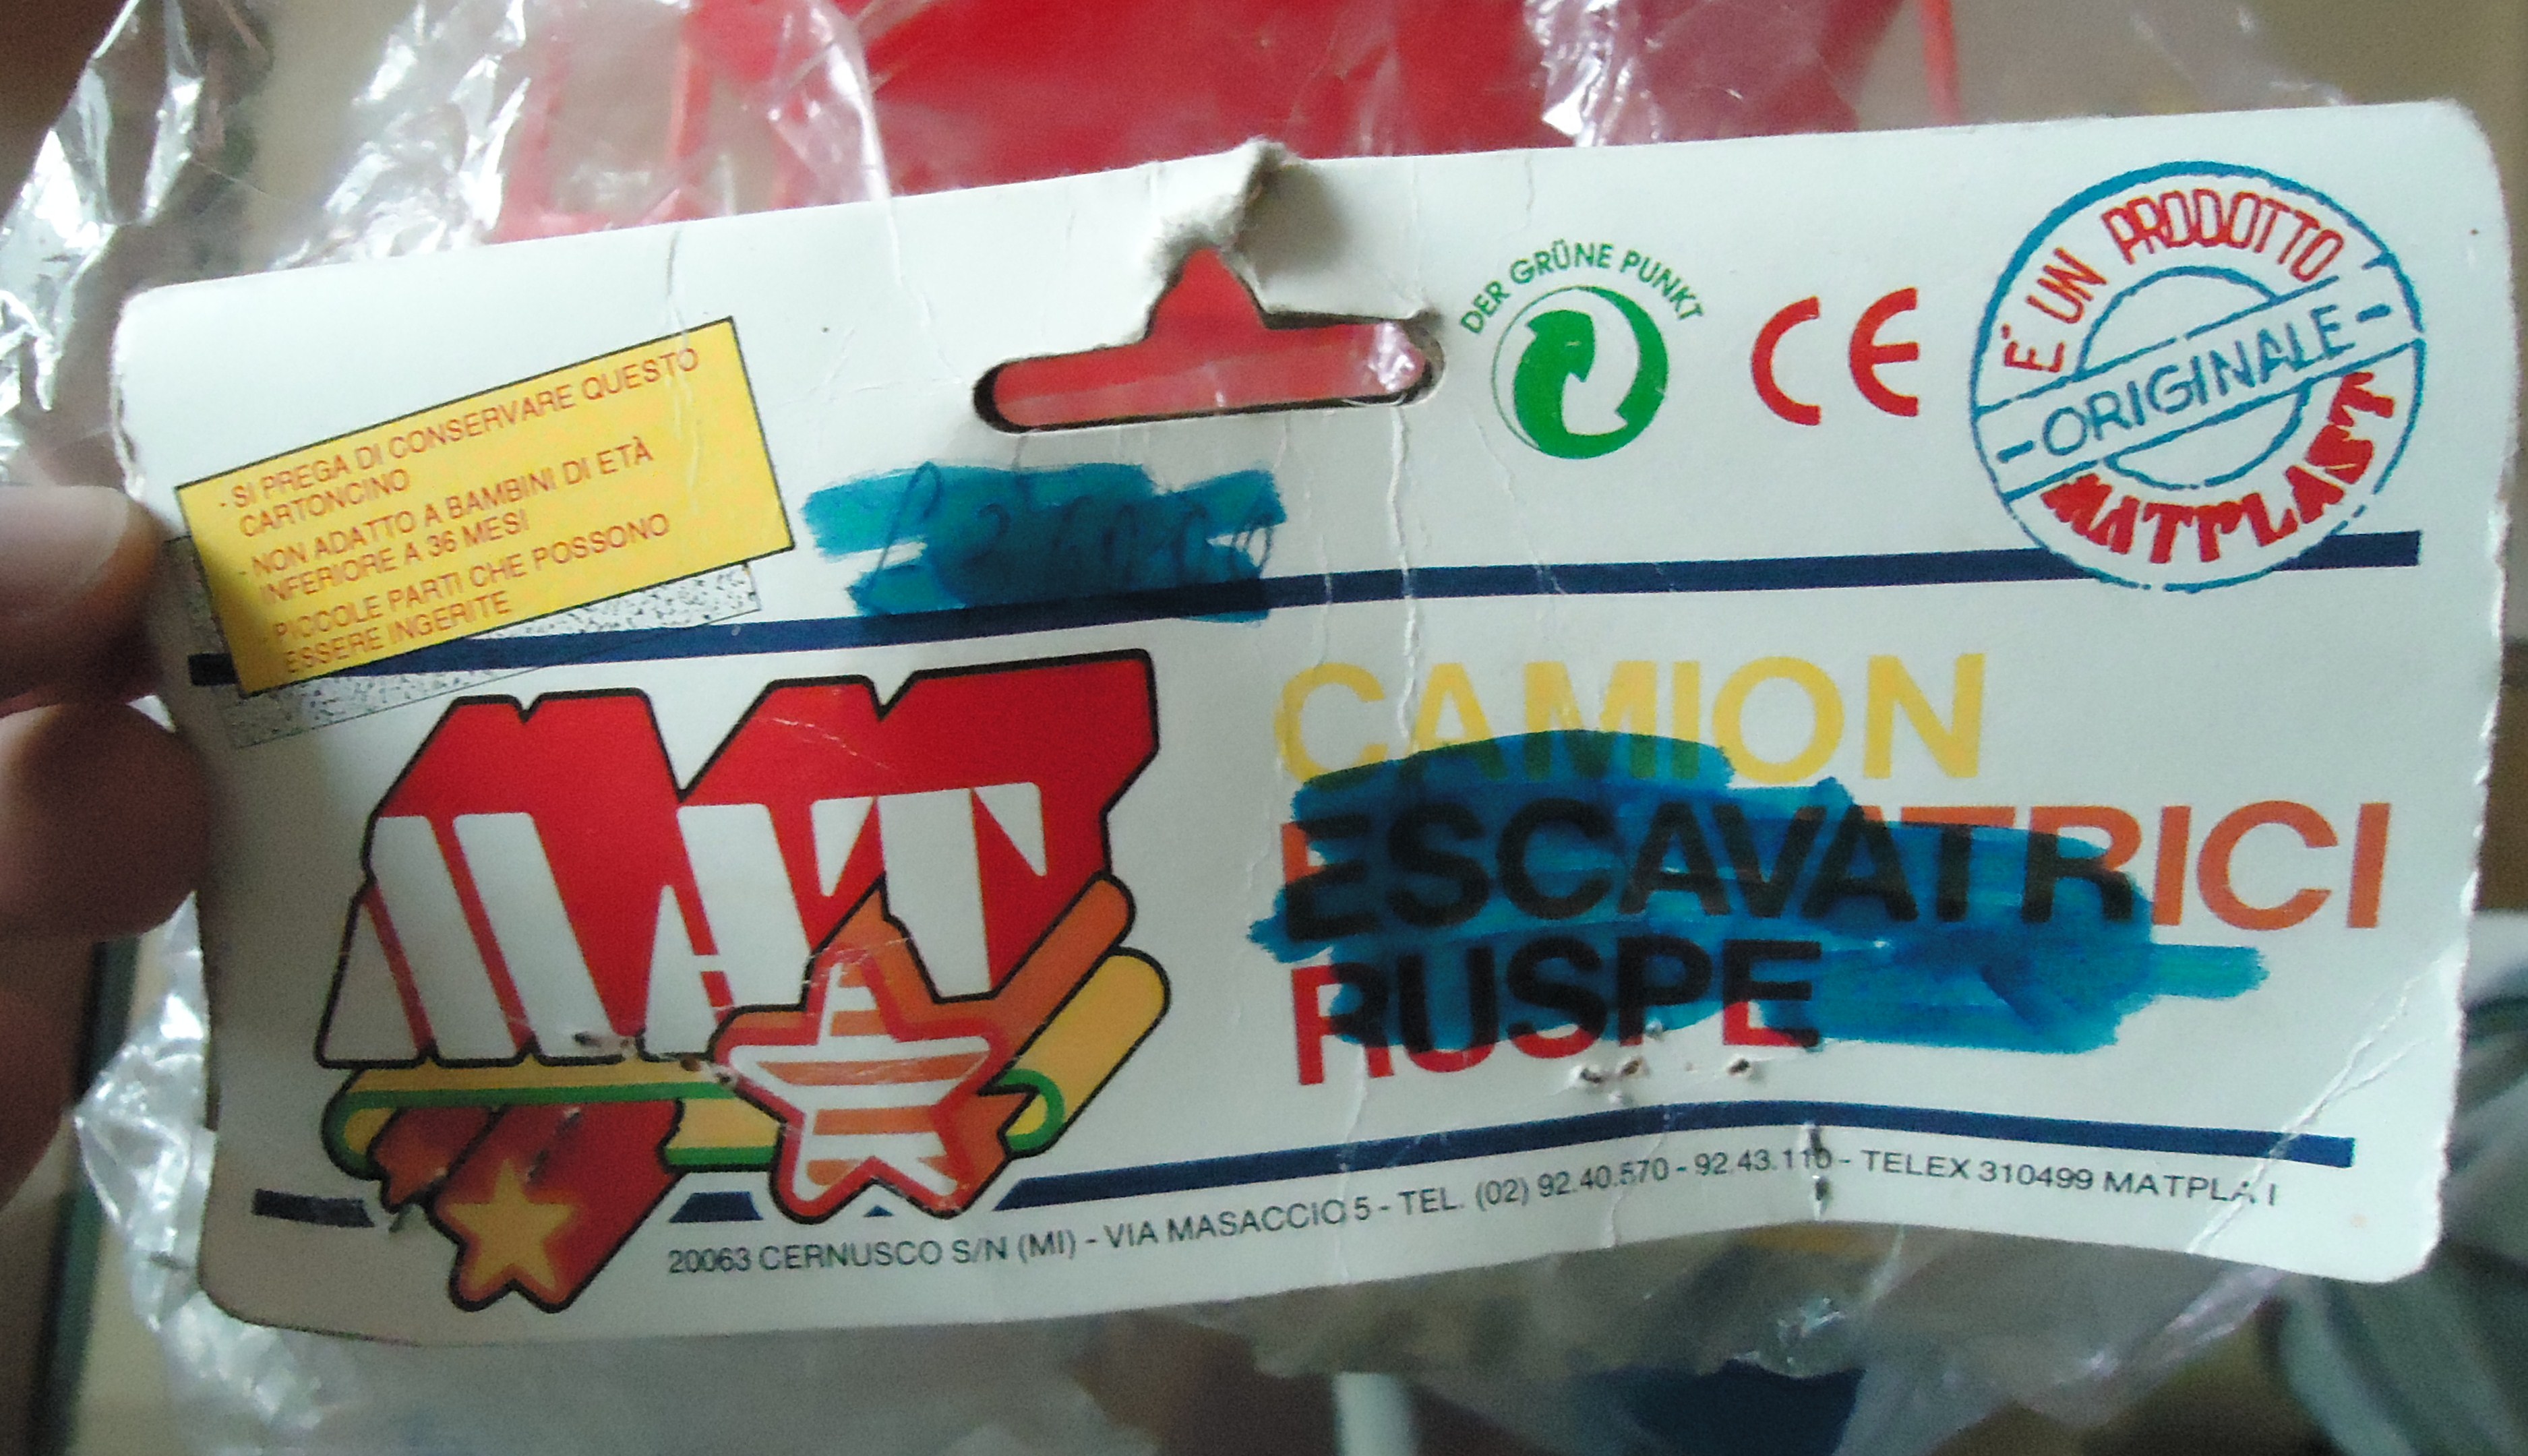 DER GRÜNE PUNKT
CE
È UN PRODOTTO
ORIGINALE
MATPLAST
- SI PREGA DI CONSERVARE QUESTO
CARTONCINO
- NON ADATTO A BAMBINI DI ETÀ
INFERIORE A 36 MESI
PICCOLE PARTI CHE POSSONO
ESSERE INGERITE
MAT
CAMION
ESCAVATRICI
RUSPE
20063 CERNUSCO S/N (MI) - VIA MASACCIO 5 - TEL. (02) 92.40.570 - 92.43.110 - TELEX 310499 MATPLA I